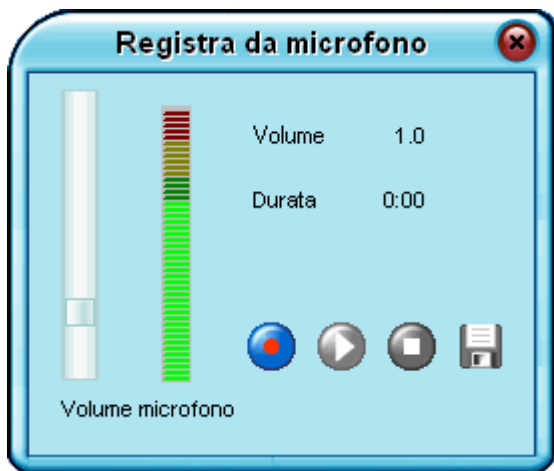 Registra da microfono
Volume 1.0
Durata 0:00
Volume microfono